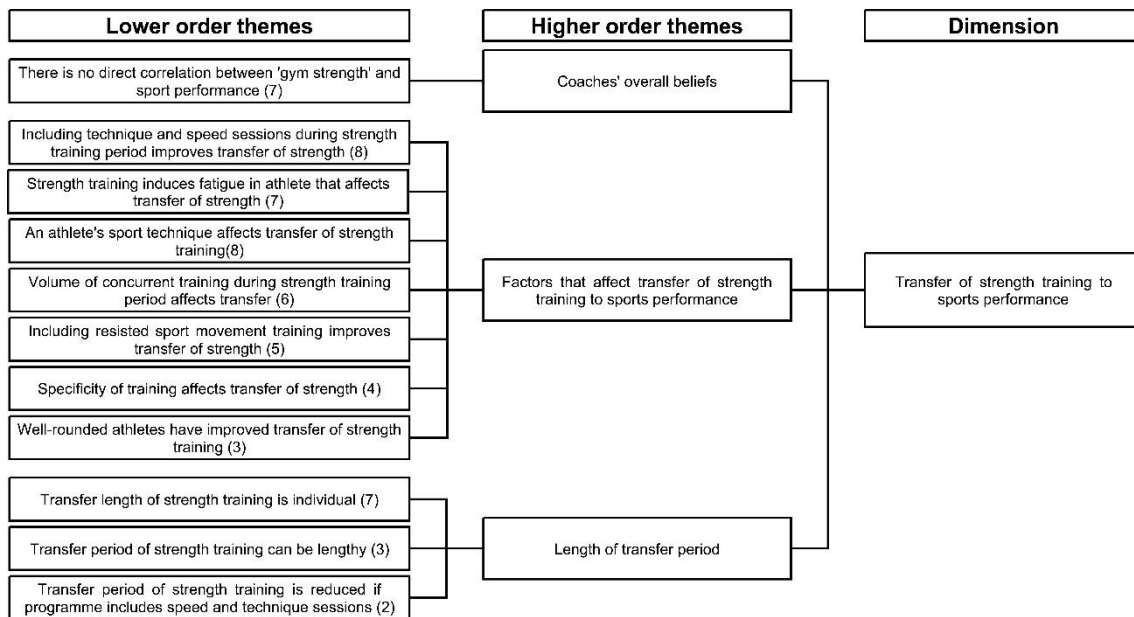 Lower order themes
Higher order themes
Dimension
There is no direct correlation between 'gym strength' and
sport performance (7)
Coaches' overall beliefs
Including technique and speed sessions during strength
training period improves transfer of strength (8)
Strength training induces fatigue in athlete that affects
transfer of strength (7)
An athlete's sport technique affects transfer of strength
training(8)
Volume of concurrent training during strength training
period affects transfer (6)
Including resisted sport movement training improves
transfer of strength (5)
Specificity of training affects transfer of strength (4)
Well-rounded athletes have improved transfer of strength
training (3)
Factors that affect transfer of strength
training to sports performance
Transfer of strength training to
sports performance
Transfer length of strength training is individual (7)
Transfer period of strength training can be lengthy (3)
Transfer period of strength training is reduced if
programme includes speed and technique sessions (2)
Length of transfer period